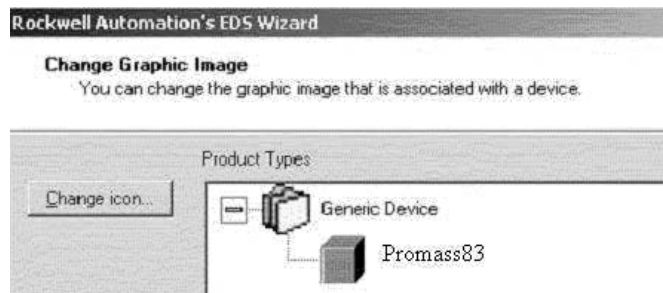 Rockwell Automation's EDS Wizard
Change Graphic Image
You can change the graphic image that is associated with a device.
Product Types
Change icon...
Generic Device
Promass83